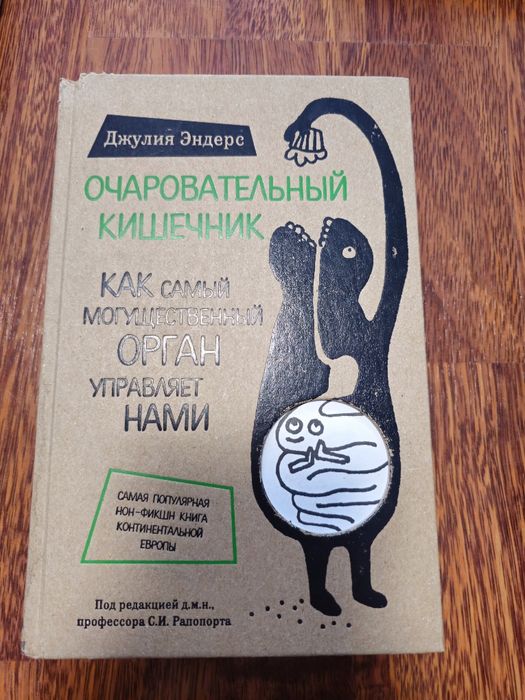 Джулия Эндерс
ОЧАРОВАТЕЛЬНЫЙ
КИШЕЧНИК
КАК САМЫЙ
МОГУЩЕСТВЕННЫЙ
ОРГАН
УПРАВЛЯЕТ
НАМИ
САМАЯ ПОПУЛЯРНАЯ
НОН-ФИКШН КНИГА
КОНТИНЕНТАЛЬНОЙ
ЕВРОПЫ
Под редакцией д.м.н.,
профессора С.И. Рапопорта